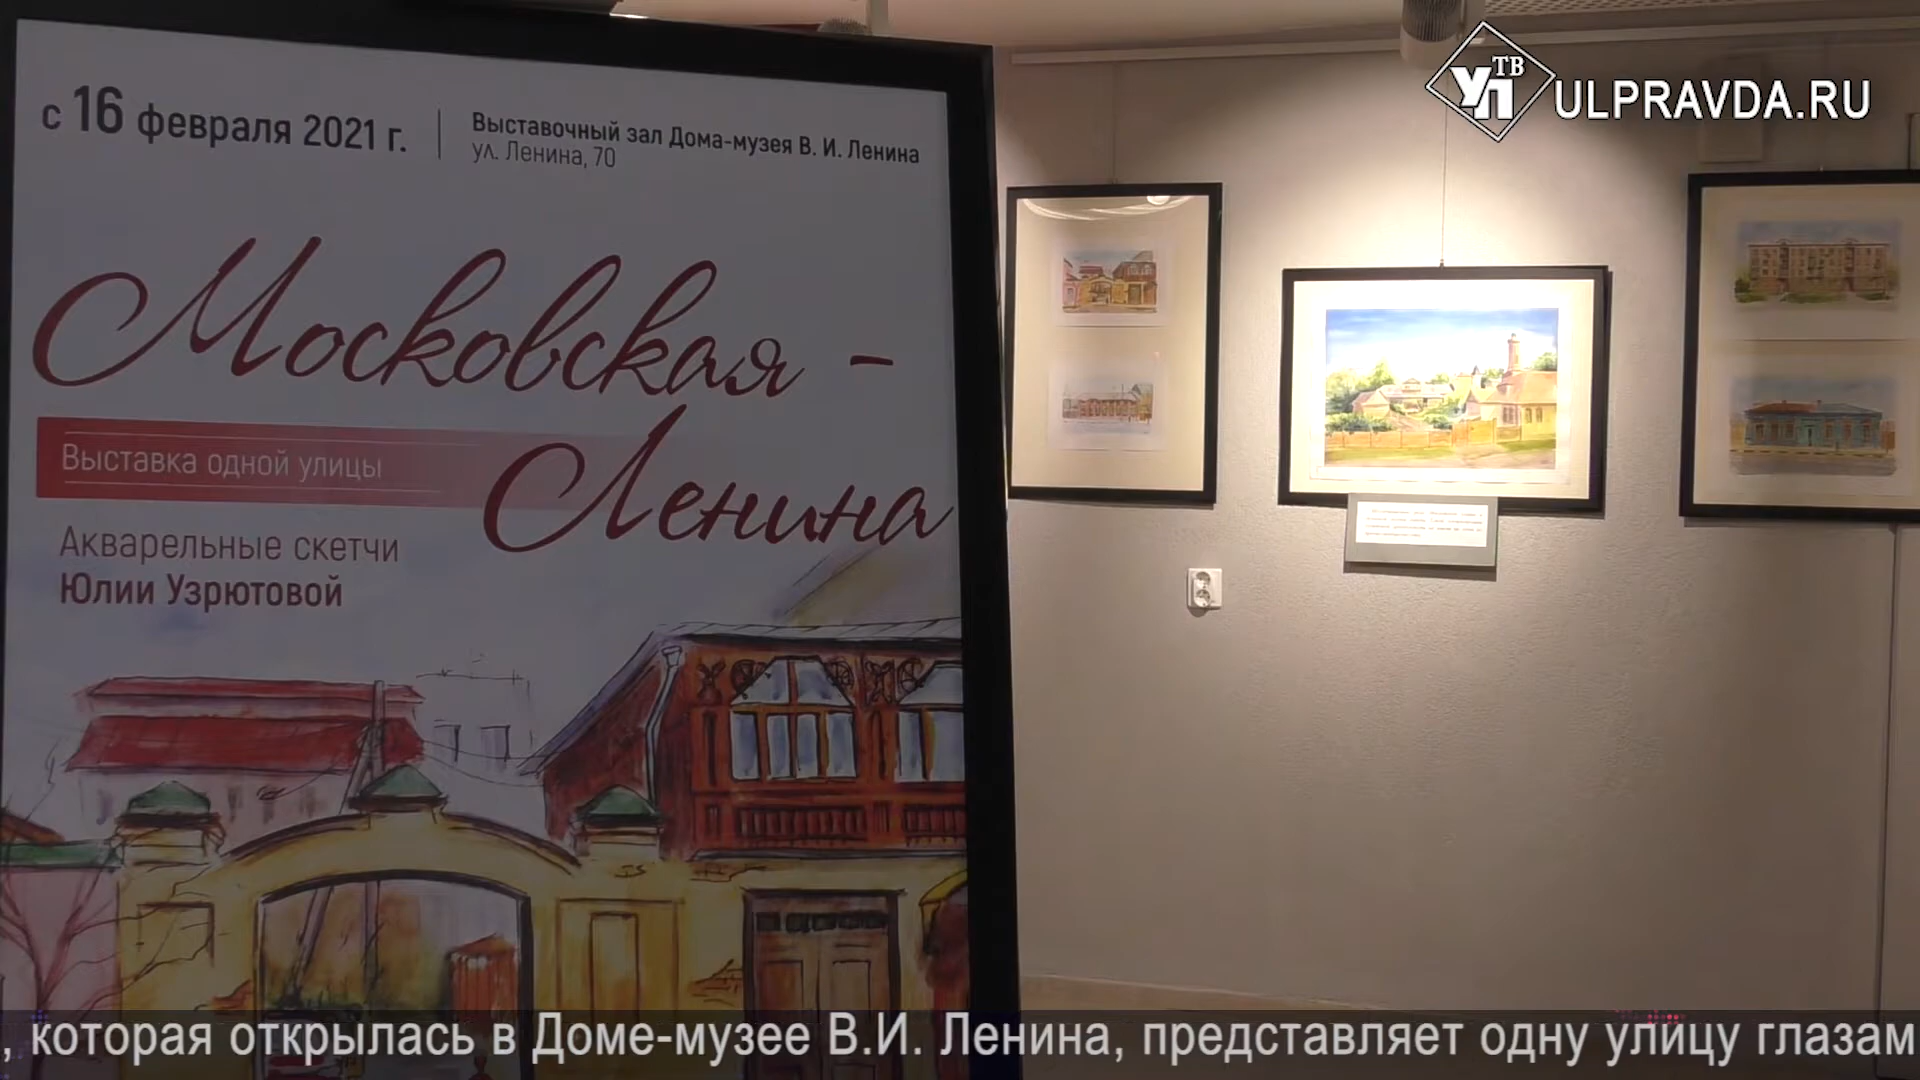 с 16 февраля 2021 г.
Выставочный зал Дома-музея В. И. Ленина
ул. Ленина, 70
Московская –
Ленина
Выставка одной улицы
Акварельные скетчи
Юлии Узрютовой
УП ТВ
ULPRAVDA.RU
, которая открылась в Доме-музее В.И. Ленина, представляет одну улицу глазам